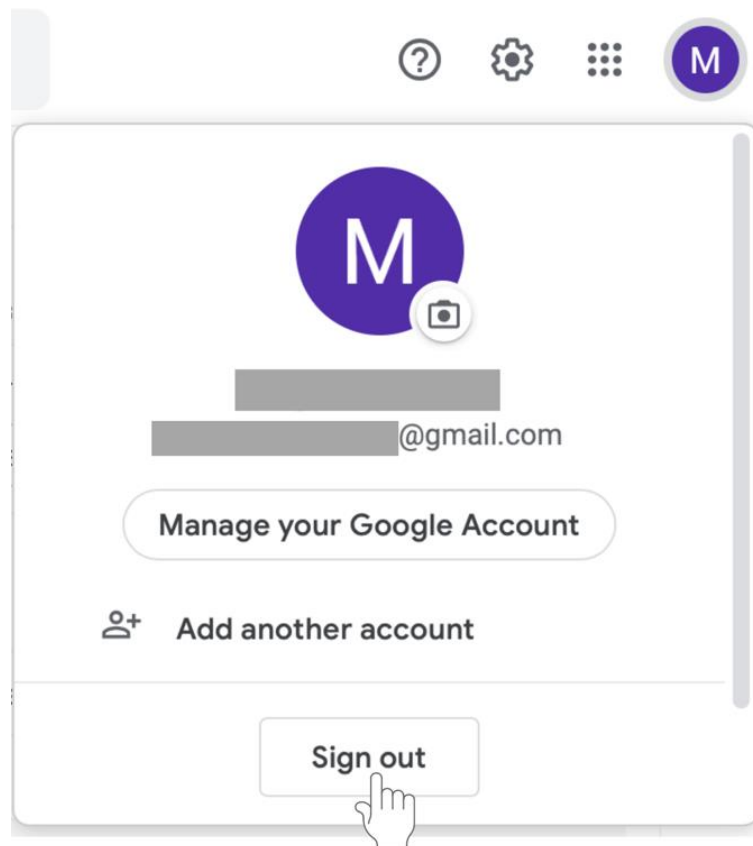 M
M
@gmail.com
Manage your Google Account
Add another account
Sign out